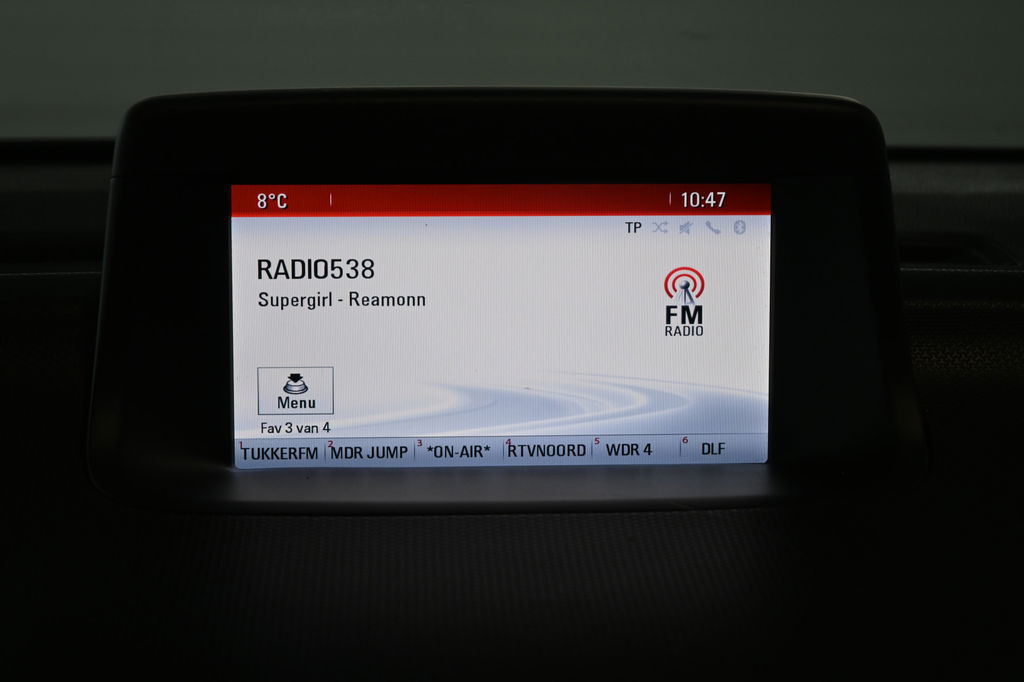 8°C 10:47
TP
RADIO538
Supergirl - Reamonn
FM
RADIO
Menu
Fav 3 van 4
1 TUKKERFM 2 MDR JUMP 3 *ON-AIR* 4 RTVNOORD 5 WDR 4 6 DLF